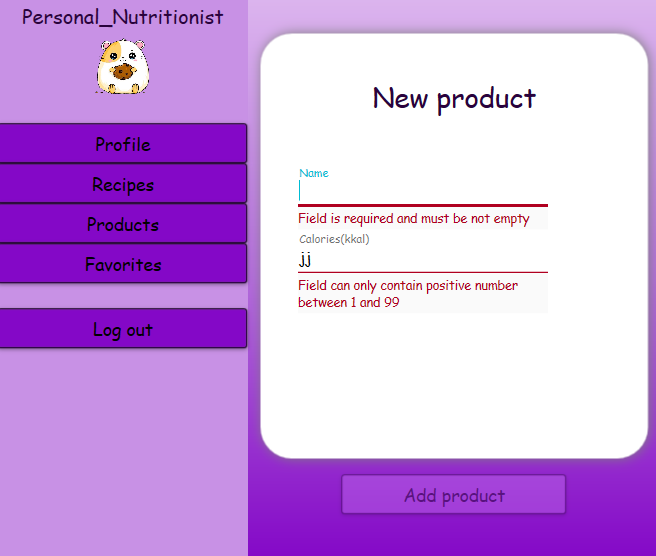 Personal_Nutritionist
Profile
Recipes
Products
Favorites
Log out
New product
Name
Field is required and must be not empty
Calories(kkal)
jj
Field can only contain positive number
between 1 and 99
Add product